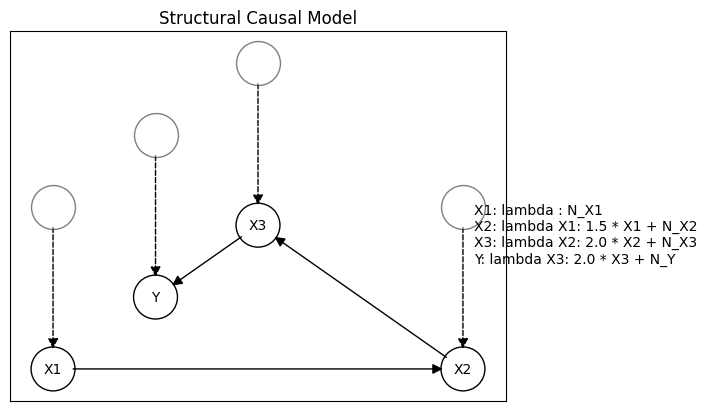 Structural Causal Model
X3
X1: lambda : N_X1
X2: lambda X1: 1.5 * X1 + N_X2
X3: lambda X2: 2.0 * X2 + N_X3
Y: lambda X3: 2.0 * X3 + N_Y
Y
X1
X2